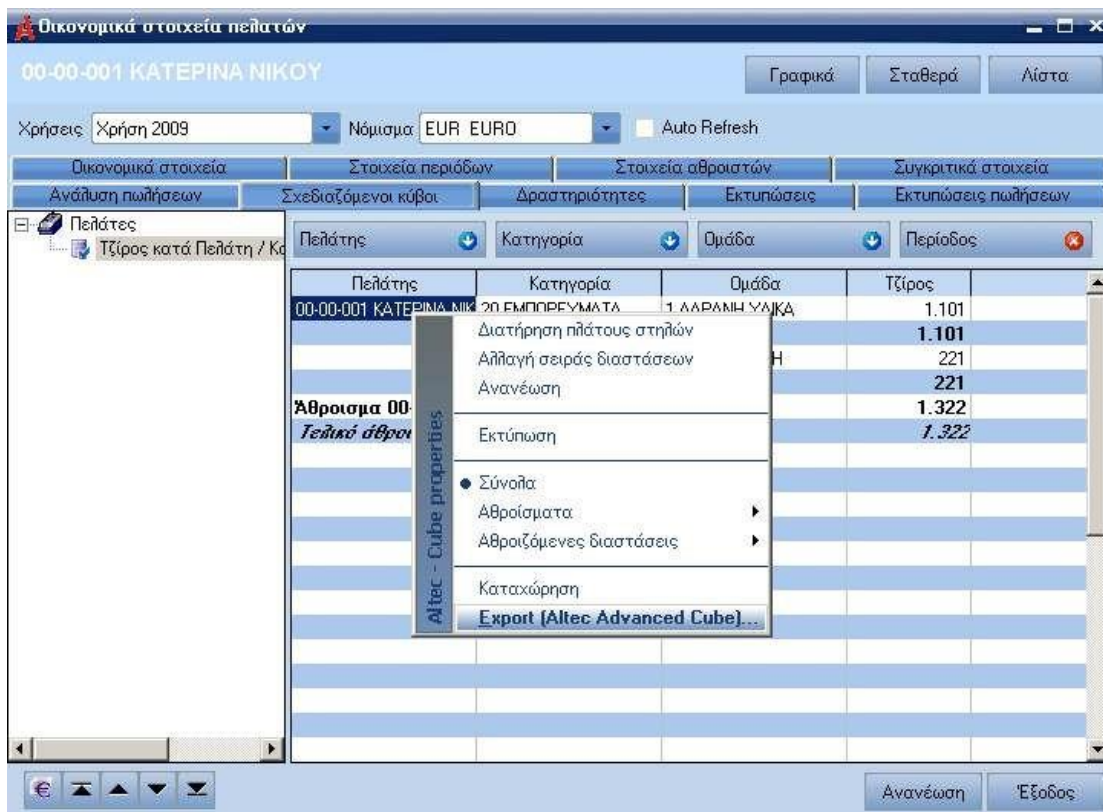 Οικονομικά στοιχεία πελατών
00-00-001 ΚΑΤΕΡΙΝΑ ΝΙΚΟΥ
Γραφικά Σταθερά Λίστα
Χρήσεις Χρήση 2009 Νόμισμα EUR EURO Auto Refresh
Οικονομικά στοιχεία Στοιχεία περιόδων Στοιχεία αθροιστών Συγκριτικά στοιχεία
Ανάλυση πωλήσεων Σχεδιαζόμενοι κύβοι Δραστηριότητες Εκτυπώσεις Εκτυπώσεις πωλήσεων
Πελάτες
Τζίρος κατά Πελάτη / Κα
Πελάτης Κατηγορία Ομάδα Περίοδος
Πελάτης Κατηγορία Ομάδα Τζίρος
00-00-001 ΚΑΤΕΡΙΝΑ ΝΙΚ 20 ΕΜΠΟΡΕΥΜΑΤΑ 1 ΑΔΡΑΝΗ ΥΛΙΚΑ 1.101
1.101
Η 221
221
Άθροισμα 00- 1.322
Τελικό άθροι 1.322
Altec - Cube properties
Διατήρηση πλάτους στηλών
Αλλαγή σειράς διαστάσεων
Ανανέωση
Εκτύπωση
Σύνολα
Αθροίσματα
Αθροιζόμενες διαστάσεις
Καταχώρηση
Export (Altec Advanced Cube)...
Ανανέωση Έξοδος